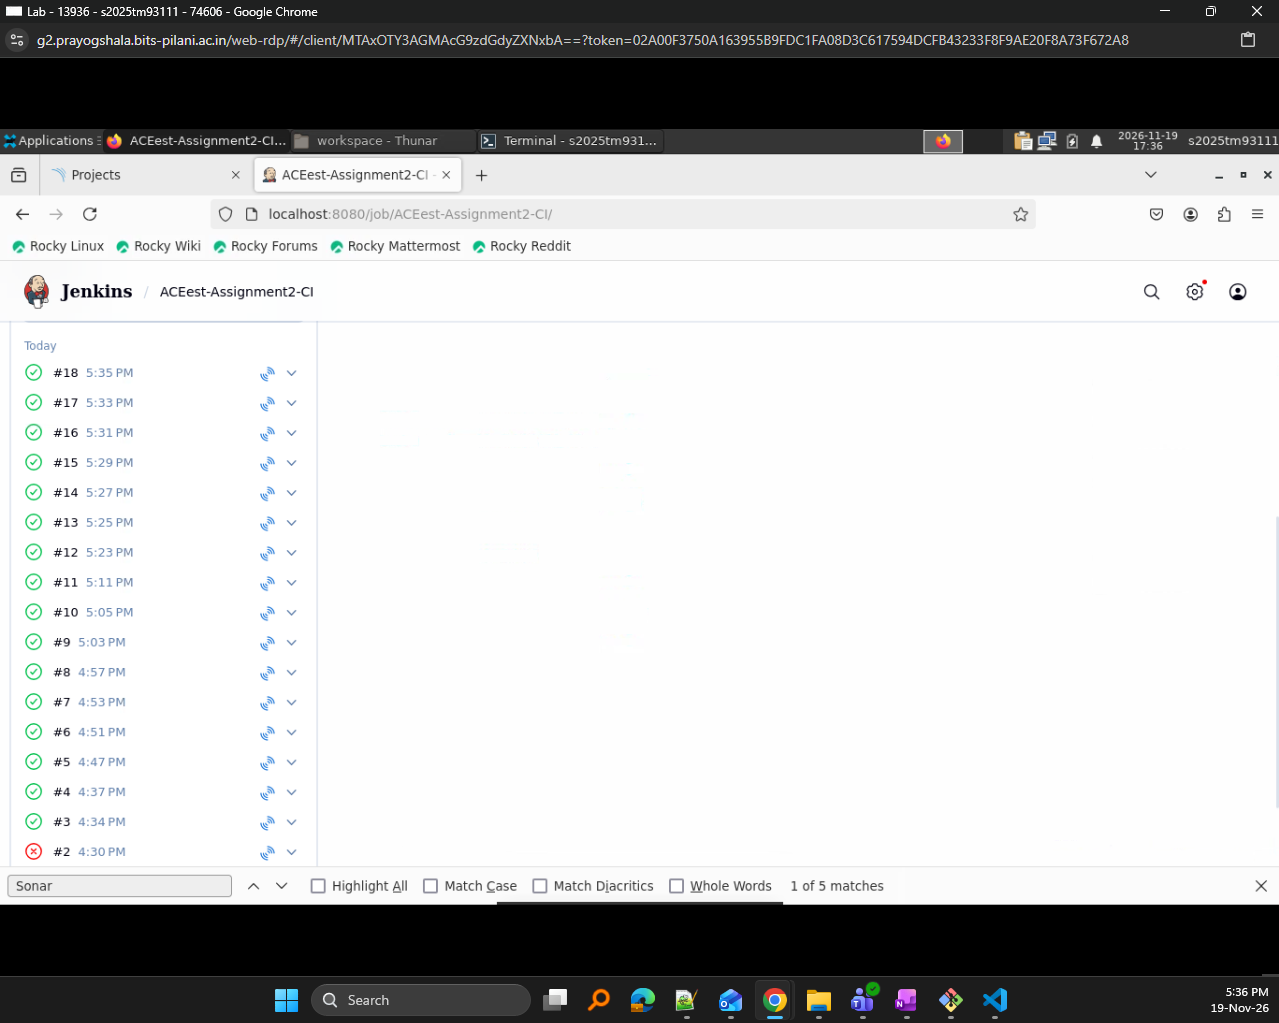 Lab - 13936 - s2025tm93111 - 74606 - Google Chrome
g2.prayogshala.bits-pilani.ac.in/web-rdp/#/client/MTAxOTY3AGMAcG9zdGdyZXNxbA==?token=02A00F3750A163955B9FDC1FA08D3C617594DCFB43233F8F9AE20F8A73F672A8
Applications ACEest-Assignment2-CI... workspace - Thunar Terminal - s2025tm931... 2026-11-19 17:36 s2025tm93111
Projects ACEest-Assignment2-CI -
localhost:8080/job/ACEest-Assignment2-CI/
Rocky Linux Rocky Wiki Rocky Forums Rocky Mattermost Rocky Reddit
Jenkins / ACEest-Assignment2-CI
Today
#18 5:35 PM
#17 5:33 PM
#16 5:31 PM
#15 5:29 PM
#14 5:27 PM
#13 5:25 PM
#12 5:23 PM
#11 5:11 PM
#10 5:05 PM
#9 5:03 PM
#8 4:57 PM
#7 4:53 PM
#6 4:51 PM
#5 4:47 PM
#4 4:37 PM
#3 4:34 PM
#2 4:30 PM
Sonar Highlight All Match Case Match Diacritics Whole Words 1 of 5 matches
Search
5:36 PM
19-Nov-26